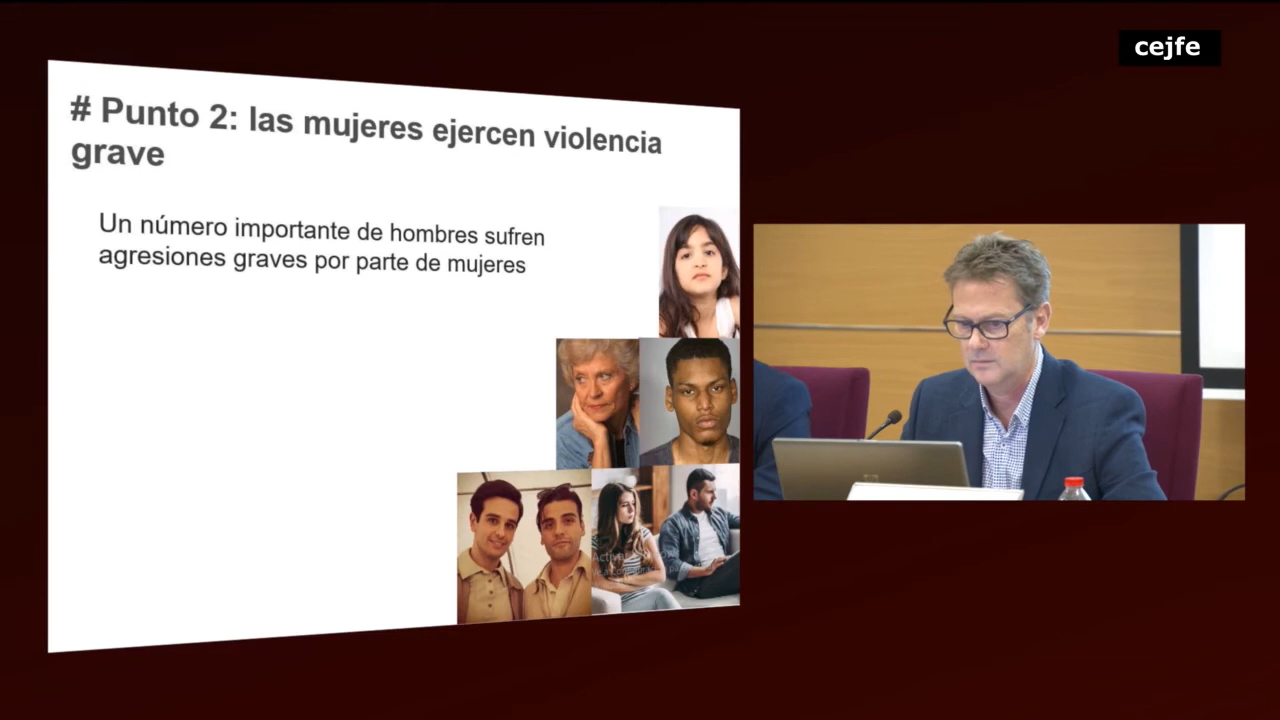 cejfe
# Punto 2: las mujeres ejercen violencia
grave
Un número importante de hombres sufren
agresiones graves por parte de mujeres